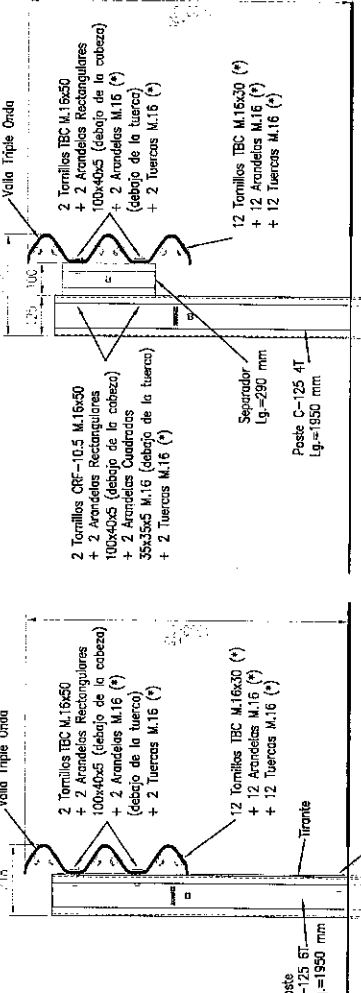 Valla Triple Onda
125
100
2 Tornillos TBC M.16x50
+ 2 Arandelas Rectangulares
100x40x5 (debajo de la cabeza)
+ 2 Arandelas M.16 (*)
(debajo de la tuerca)
+ 2 Tuercas M.16 (*)
12 Tornillos TBC M.16x30 (*)
+ 12 Arandelas M.16 (*)
+ 12 Tuercas M.16 (*)
2 Tornillos CRF-10.5 M.16x50
+ 2 Arandelas Rectangulares
100x40x5 (debajo de la cabeza)
+ 2 Arandelas Cuadradas
35x35x5 M.16 (debajo de la tuerca)
+ 2 Tuercas M.16 (*)
Separador
Lg.=290 mm
Poste C-125 4T
Lg.=1950 mm
Valla Triple Onda
2 Tornillos TBC M.16x50
+ 2 Arandelas Rectangulares
100x40x5 (debajo de la cabeza)
+ 2 Arandelas M.16 (*)
(debajo de la tuerca)
+ 2 Tuercas M.16 (*)
12 Tornillos TBC M.16x30 (*)
+ 12 Arandelas M.16 (*)
+ 12 Tuercas M.16 (*)
Tirante
-125 6T
.=1950 mm